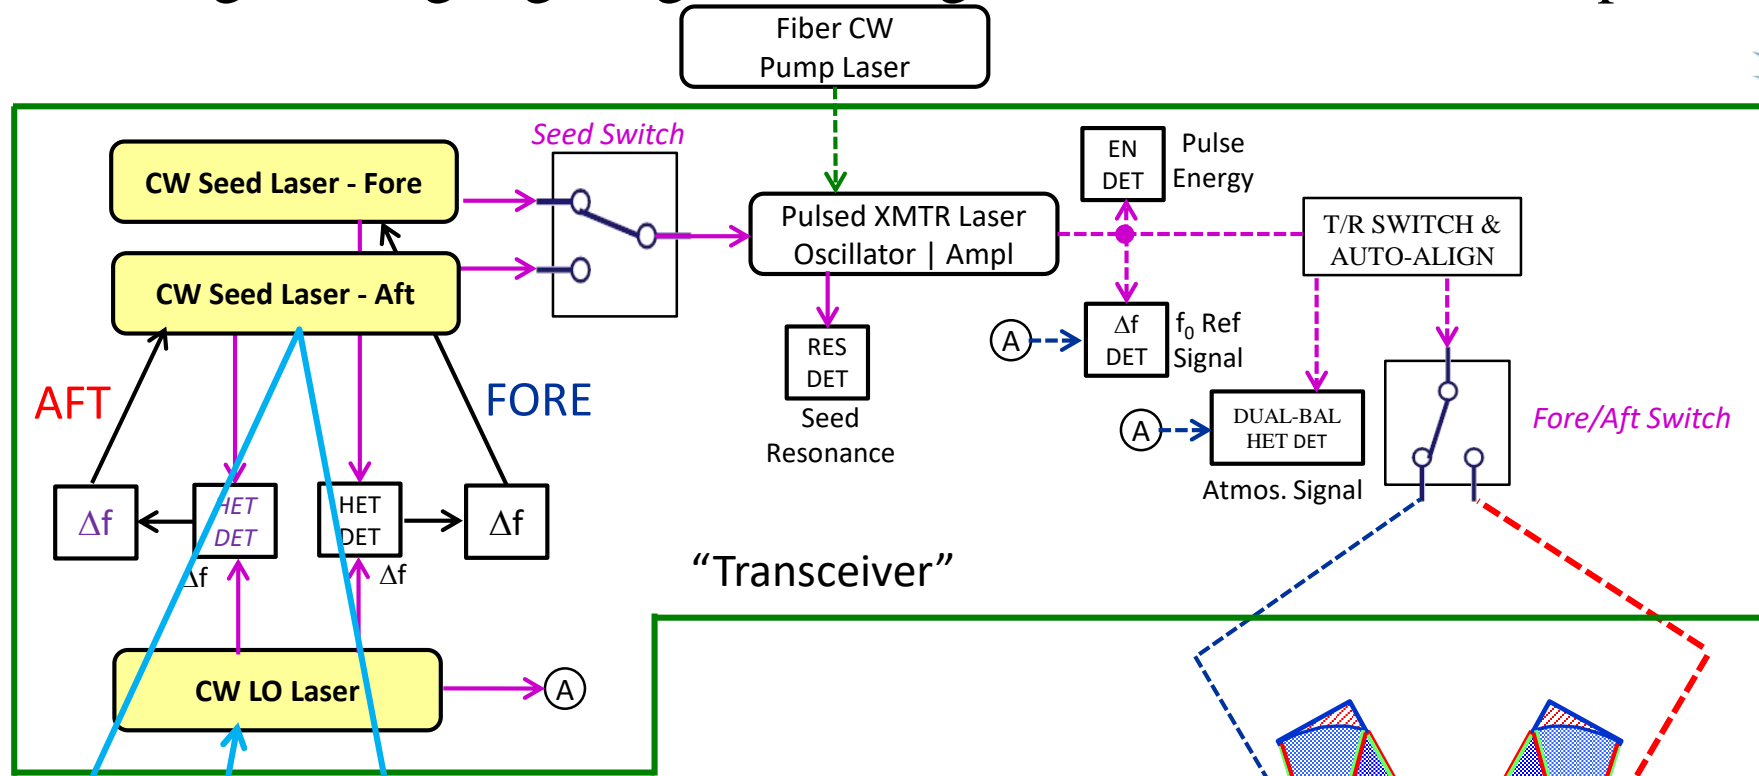 Fiber CW
Pump Laser
Seed Switch
CW Seed Laser - Fore
CW Seed Laser - Aft
Pulsed XMTR Laser
Oscillator | Ampl
EN
DET
Pulse
Energy
T/R SWITCH &
AUTO-ALIGN
A
Δf
DET
f₀ Ref
Signal
RES
DET
Seed
Resonance
A
DUAL-BAL
HET DET
Atmos. Signal
Fore/Aft Switch
AFT
FORE
Δf
HET
DET
HET
DET
Δf
Δf
Δf
"Transceiver"
CW LO Laser
A